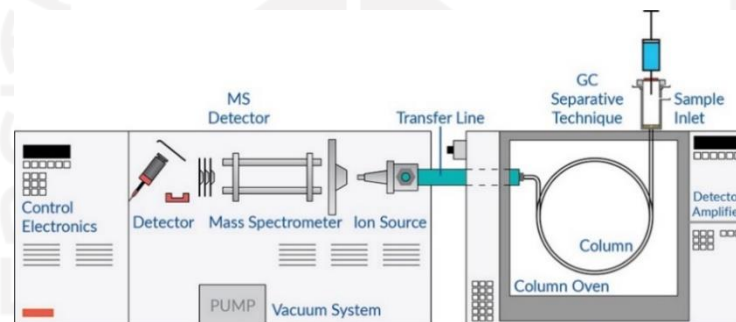 MS
Detector
GC
Separative
Technique
Sample
Inlet
Transfer Line
Control
Electronics
Detector
Mass Spectrometer
Ion Source
Column
Column Oven
PUMP
Vacuum System
Detecto
Amplifie